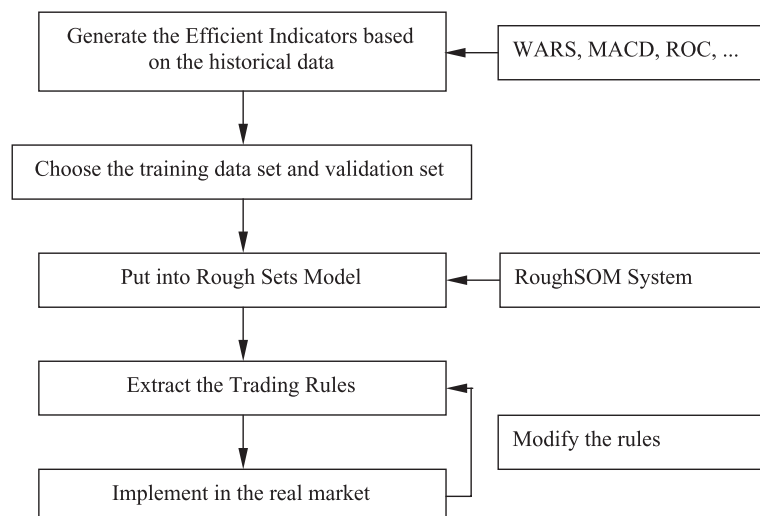 Generate the Efficient Indicators based
on the historical data
WARS, MACD, ROC, ...
Choose the training data set and validation set
Put into Rough Sets Model
RoughSOM System
Extract the Trading Rules
Modify the rules
Implement in the real market